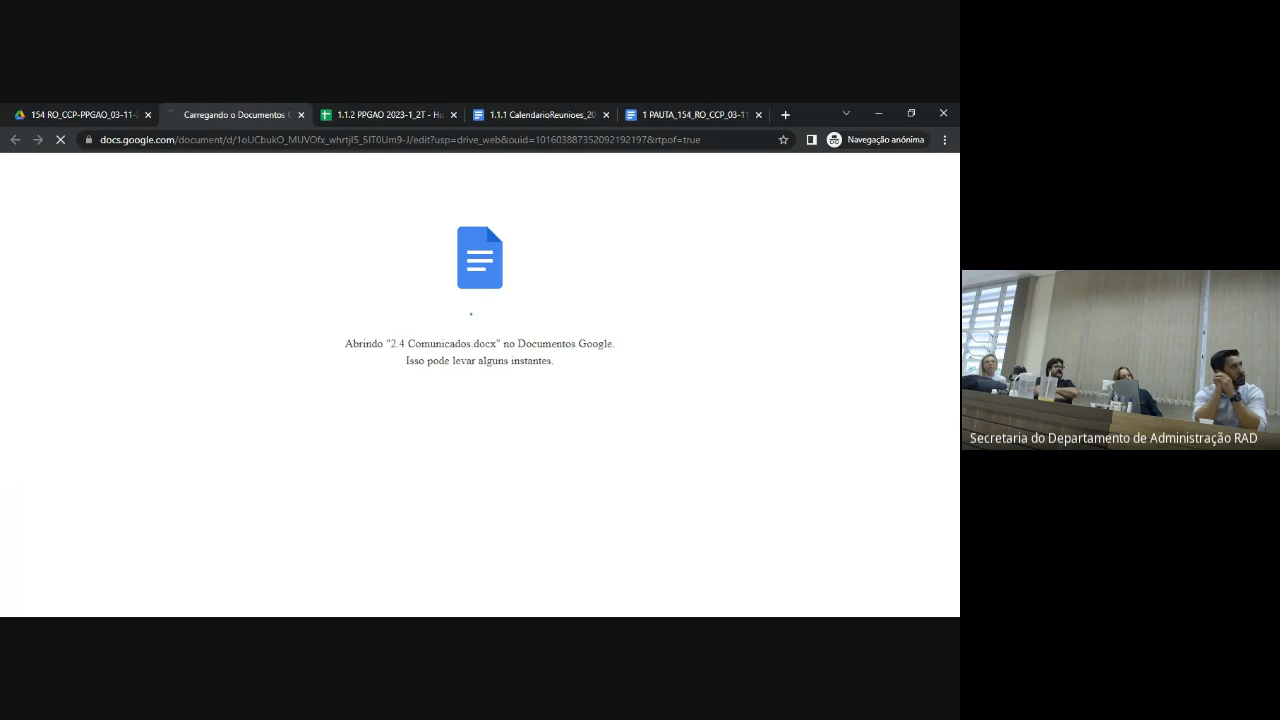 154 RO_CCP-PPGAO_03-11-2
Carregando o Documentos G
1.1.2 PPGAO 2023-1_2T - Ho
1.1.1 CalendarioReunioes_20
1 PAUTA_154_RO_CCP_03-11
docs.google.com/document/d/1oUCbukO_MUVOfx_whrtjI5_5IT0Um9-J/edit?usp=drive_web&ouid=101603887352092192197&rtpof=true
Navegação anônima
Abrindo "2.4 Comunicados.docx" no Documentos Google.
Isso pode levar alguns instantes.
Secretaria do Departamento de Administração RAD